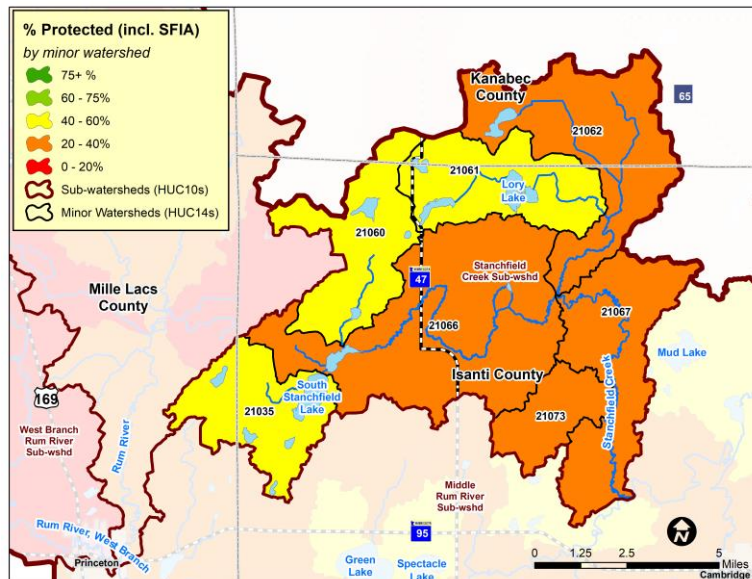 % Protected (incl. SFIA)
by minor watershed
75+ %
60 - 75%
40 - 60%
20 - 40%
0 - 20%
Sub-watersheds (HUC10s)
Minor Watersheds (HUC14s)
Kanabec
County
65
21062
21061
Lory
Lake
21060
Stanchfield
Creek Sub-wshd
Mille Lacs
County
47
21066
21067
Mud Lake
Isanti County
Stanchfield Creek
South
Stanchfield
Lake
21035
21073
169
West Branch
Rum River
Sub-wshd
Rum River
Middle
Rum River
Sub-wshd
Rum River, West Branch
Princeton
95
Green
Lake
Spectacle
Lake
N
0 1.25 2.5 5
Miles
Cambridge